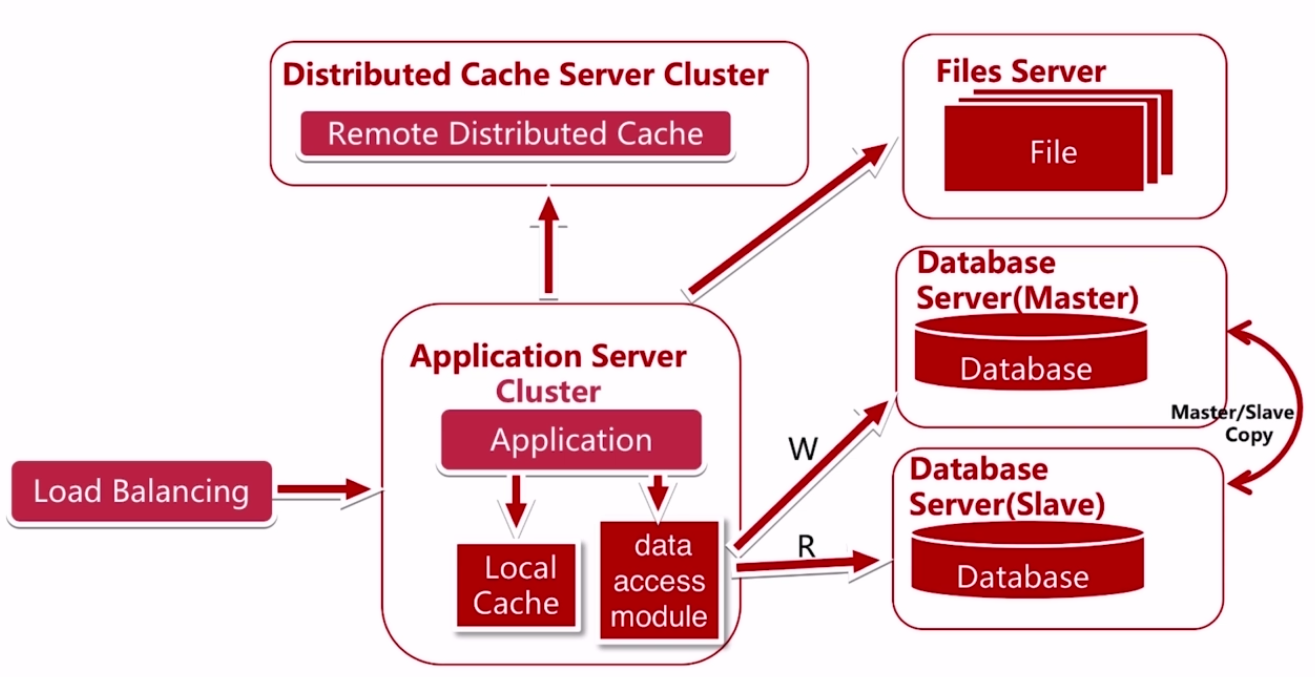 Distributed Cache Server Cluster
Remote Distributed Cache
Files Server
File
Database
Server(Master)
Database
Application Server
Cluster
Application
Load Balancing
Local
Cache
data
access
module
W
R
Master/Slave
Copy
Database
Server(Slave)
Database